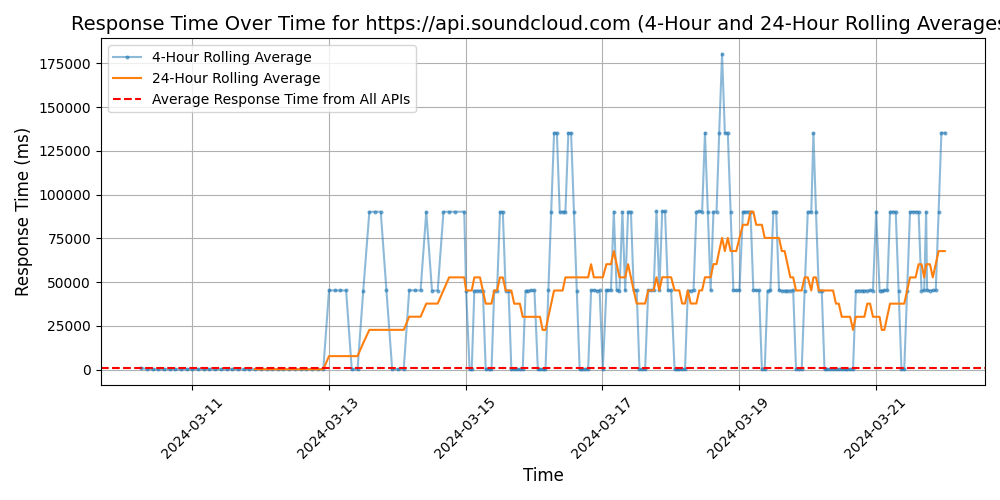 Response Time Over Time for https://api.soundcloud.com (4-Hour and 24-Hour Rolling Averages
4-Hour Rolling Average
24-Hour Rolling Average
Average Response Time from All APIs
Response Time (ms)
175000
150000
125000
100000
75000
50000
25000
0
2024-03-11
2024-03-13
2024-03-15
2024-03-17
2024-03-19
2024-03-21
Time